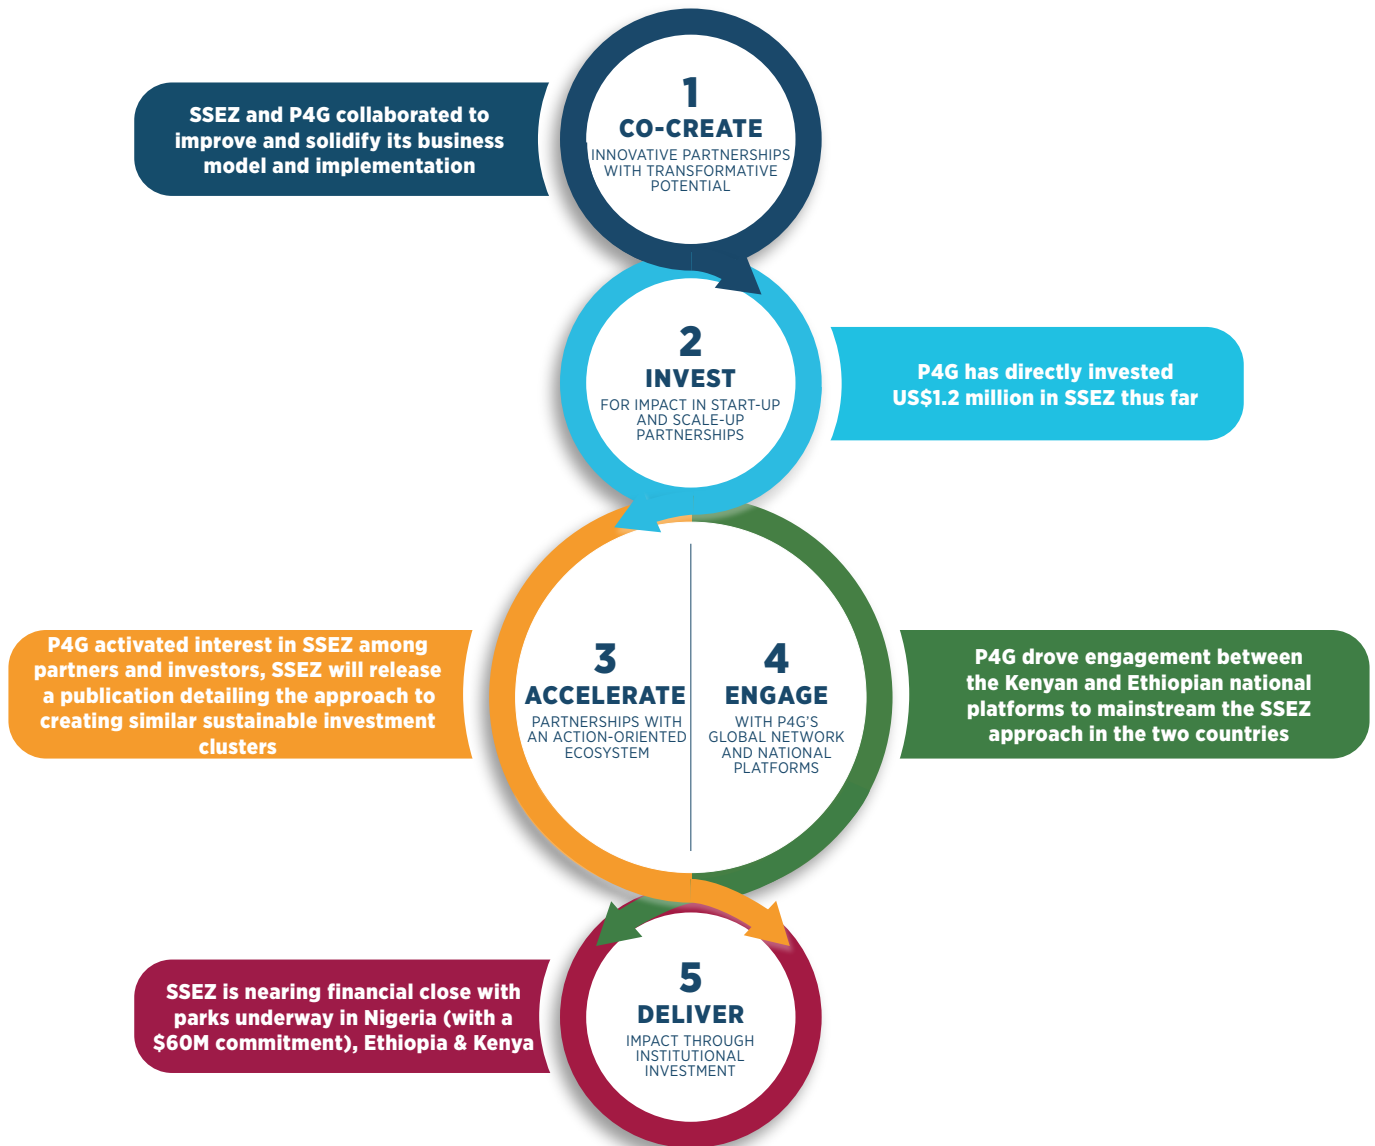 SSEZ and P4G collaborated to
improve and solidify its business
model and implementation
1
CO-CREATE
INNOVATIVE PARTNERSHIPS
WITH TRANSFORMATIVE
POTENTIAL
2
INVEST
FOR IMPACT IN START-UP
AND SCALE-UP
PARTNERSHIPS
P4G has directly invested
US$1.2 million in SSEZ thus far
P4G activated interest in SSEZ among
partners and investors, SSEZ will release
a publication detailing the approach to
creating similar sustainable investment
clusters
3
ACCELERATE
PARTNERSHIPS WITH
AN ACTION-ORIENTED
ECOSYSTEM
4
ENGAGE
WITH P4G'S
GLOBAL NETWORK
AND NATIONAL
PLATFORMS
P4G drove engagement between
the Kenyan and Ethiopian national
platforms to mainstream the SSEZ
approach in the two countries
SSEZ is nearing financial close with
parks underway in Nigeria (with a
$60M commitment), Ethiopia & Kenya
5
DELIVER
IMPACT THROUGH
INSTITUTIONAL
INVESTMENT